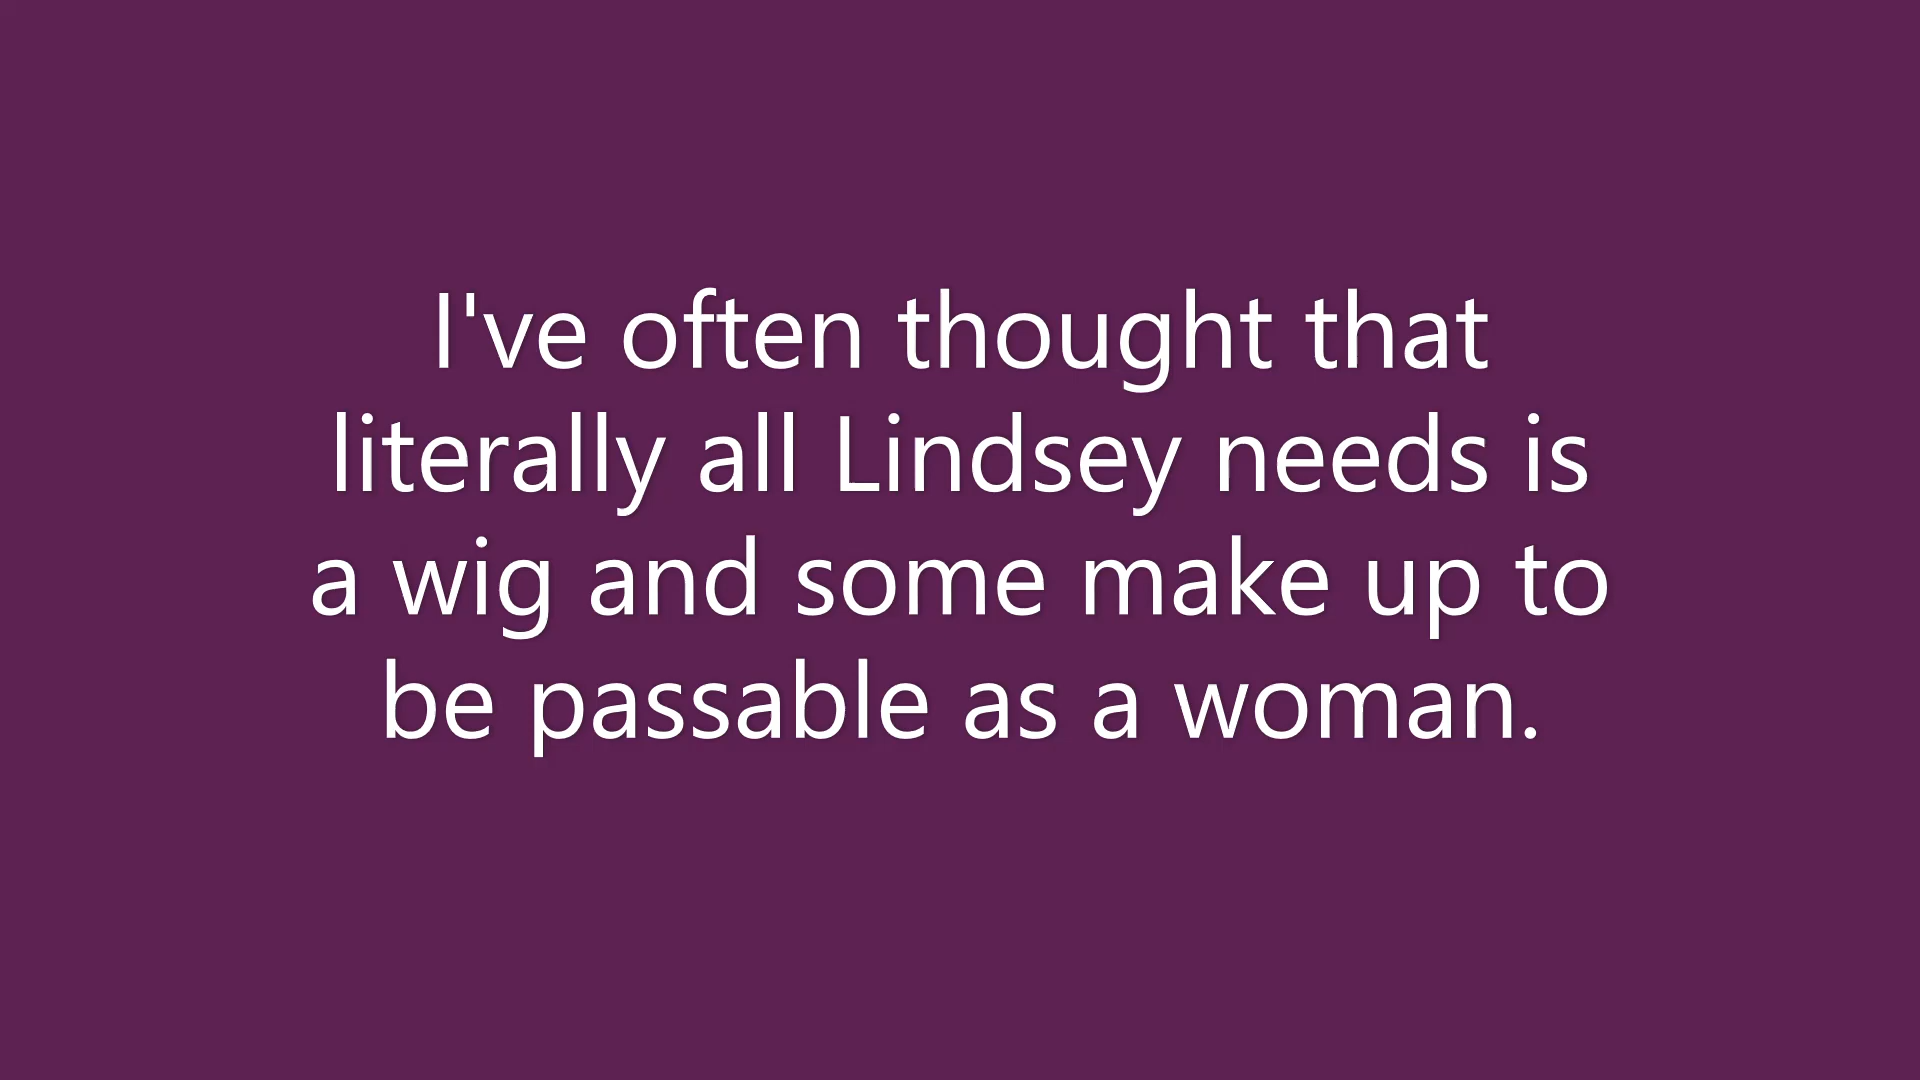 I've often thought that
literally all Lindsey needs is
a wig and some make up to
be passable as a woman.